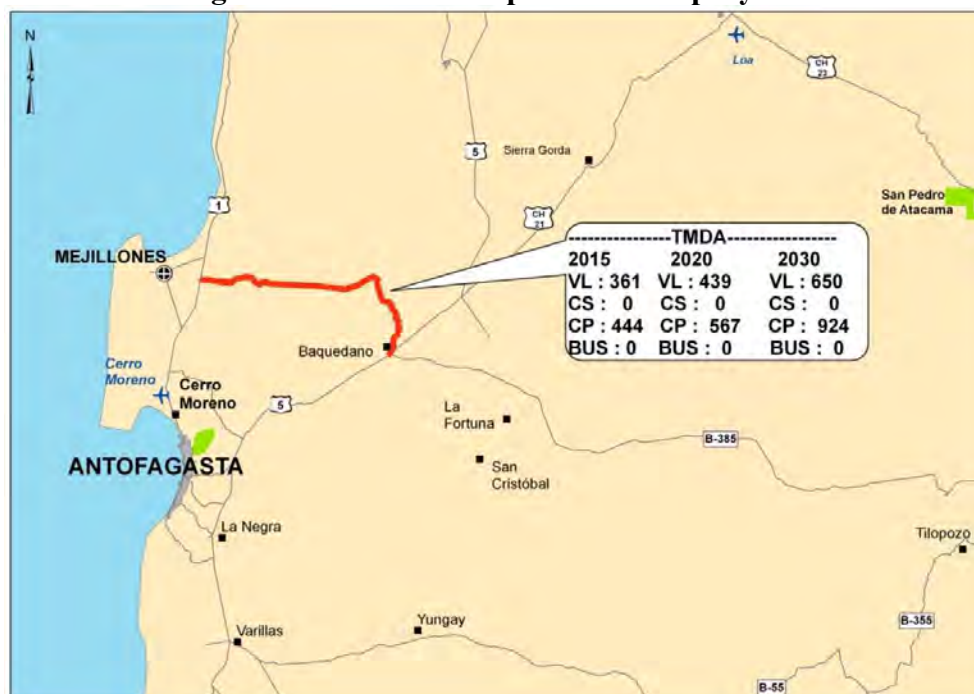 N
Loa
CH
23
5
Sierra Gorda
1
CH
21
San Pedro
de Atacama
MEJILLONES
-----------------TMDA-----------------
2015 2020 2030
VL : 361 VL : 439 VL : 650
CS : 0 CS : 0 CS : 0
CP : 444 CP : 567 CP : 924
BUS : 0 BUS : 0 BUS : 0
Baquedano
Cerro
Moreno
Cerro
Moreno
5
La
Fortuna
B-385
ANTOFAGASTA
San
Cristóbal
La Negra
Tilopozo
Yungay
Varillas
B-355
B-55